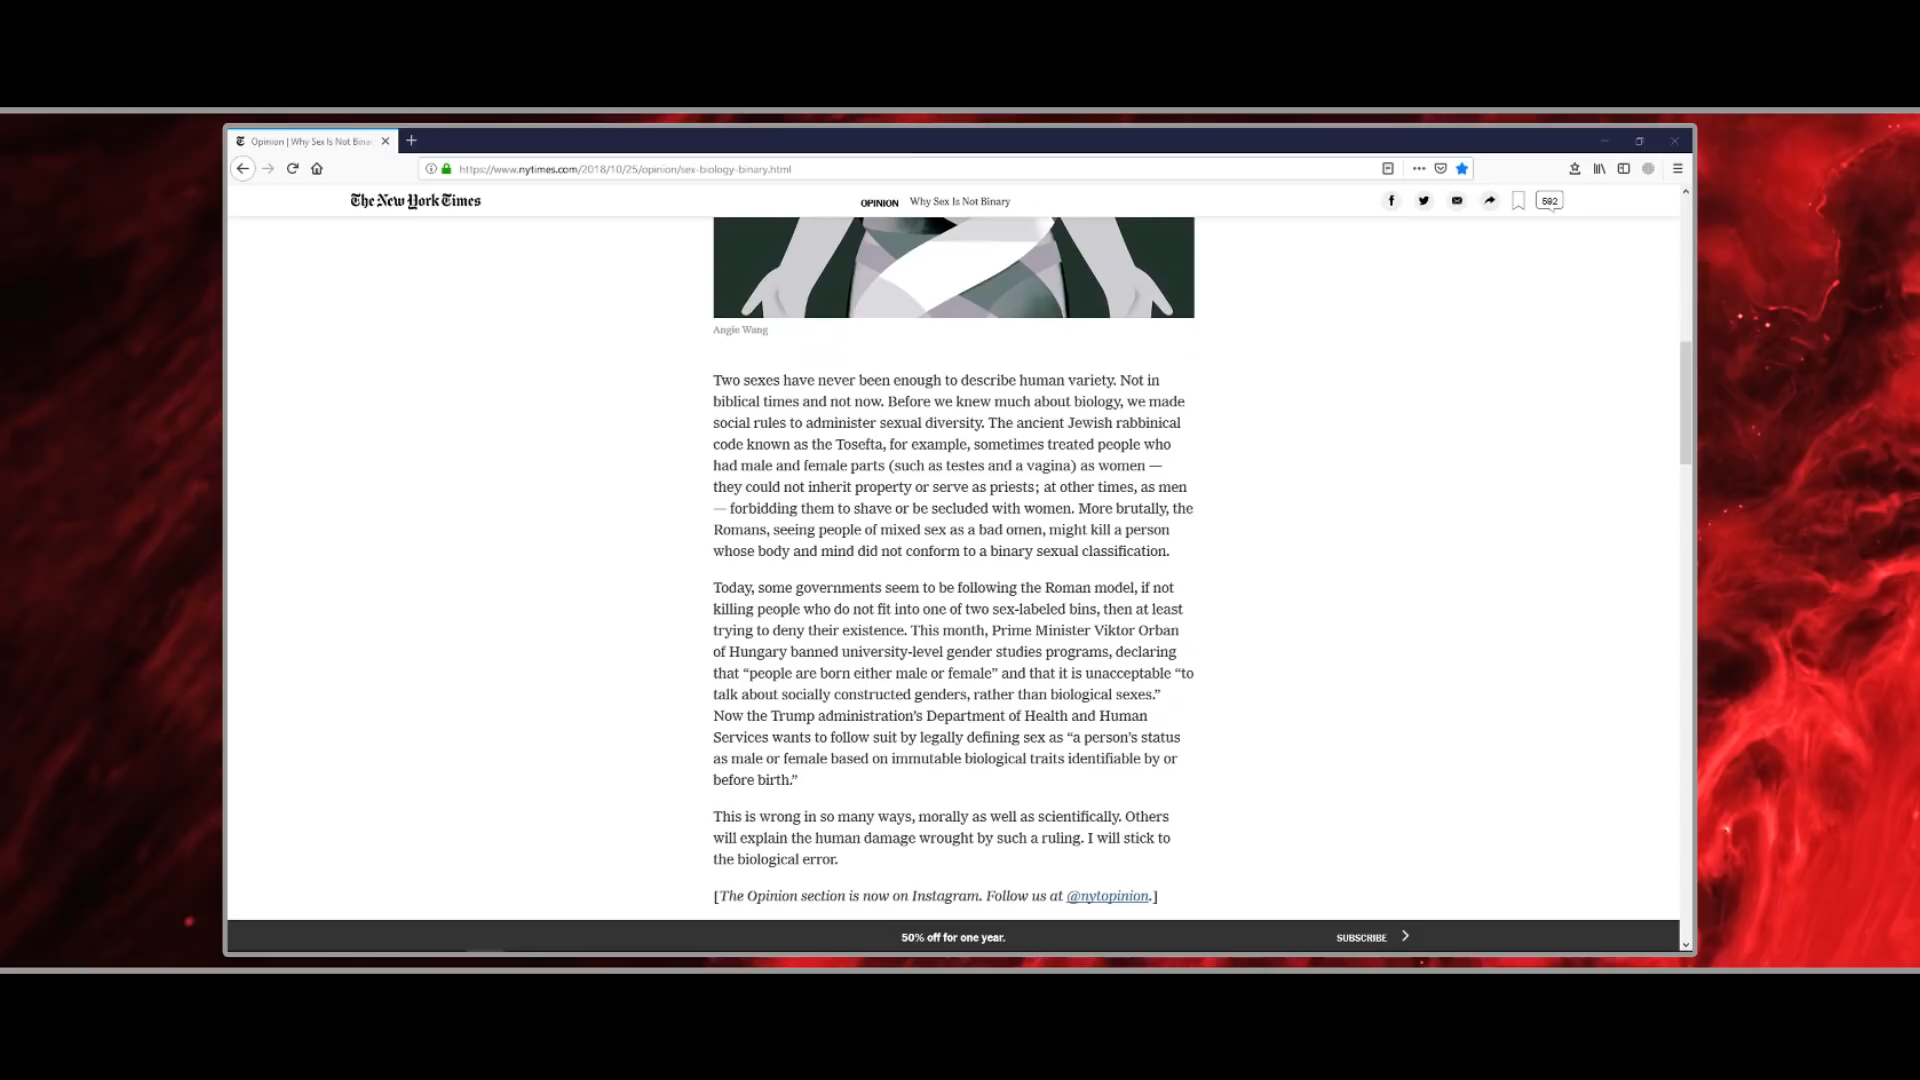 Opinion | Why Sex Is Not Bina
https://www.nytimes.com/2018/10/25/opinion/sex-biology-binary.html
The New York Times
OPINION Why Sex Is Not Binary
592
Angie Wang
Two sexes have never been enough to describe human variety. Not in
biblical times and not now. Before we knew much about biology, we made
social rules to administer sexual diversity. The ancient Jewish rabbinical
code known as the Tosefta, for example, sometimes treated people who
had male and female parts (such as testes and a vagina) as women —
they could not inherit property or serve as priests; at other times, as men
— forbidding them to shave or be secluded with women. More brutally, the
Romans, seeing people of mixed sex as a bad omen, might kill a person
whose body and mind did not conform to a binary sexual classification.
Today, some governments seem to be following the Roman model, if not
killing people who do not fit into one of two sex-labeled bins, then at least
trying to deny their existence. This month, Prime Minister Viktor Orban
of Hungary banned university-level gender studies programs, declaring
that “people are born either male or female” and that it is unacceptable “to
talk about socially constructed genders, rather than biological sexes.”
Now the Trump administration’s Department of Health and Human
Services wants to follow suit by legally defining sex as “a person’s status
as male or female based on immutable biological traits identifiable by or
before birth.”
This is wrong in so many ways, morally as well as scientifically. Others
will explain the human damage wrought by such a ruling. I will stick to
the biological error.
[The Opinion section is now on Instagram. Follow us at @nytopinion.]
50% off for one year.
SUBSCRIBE